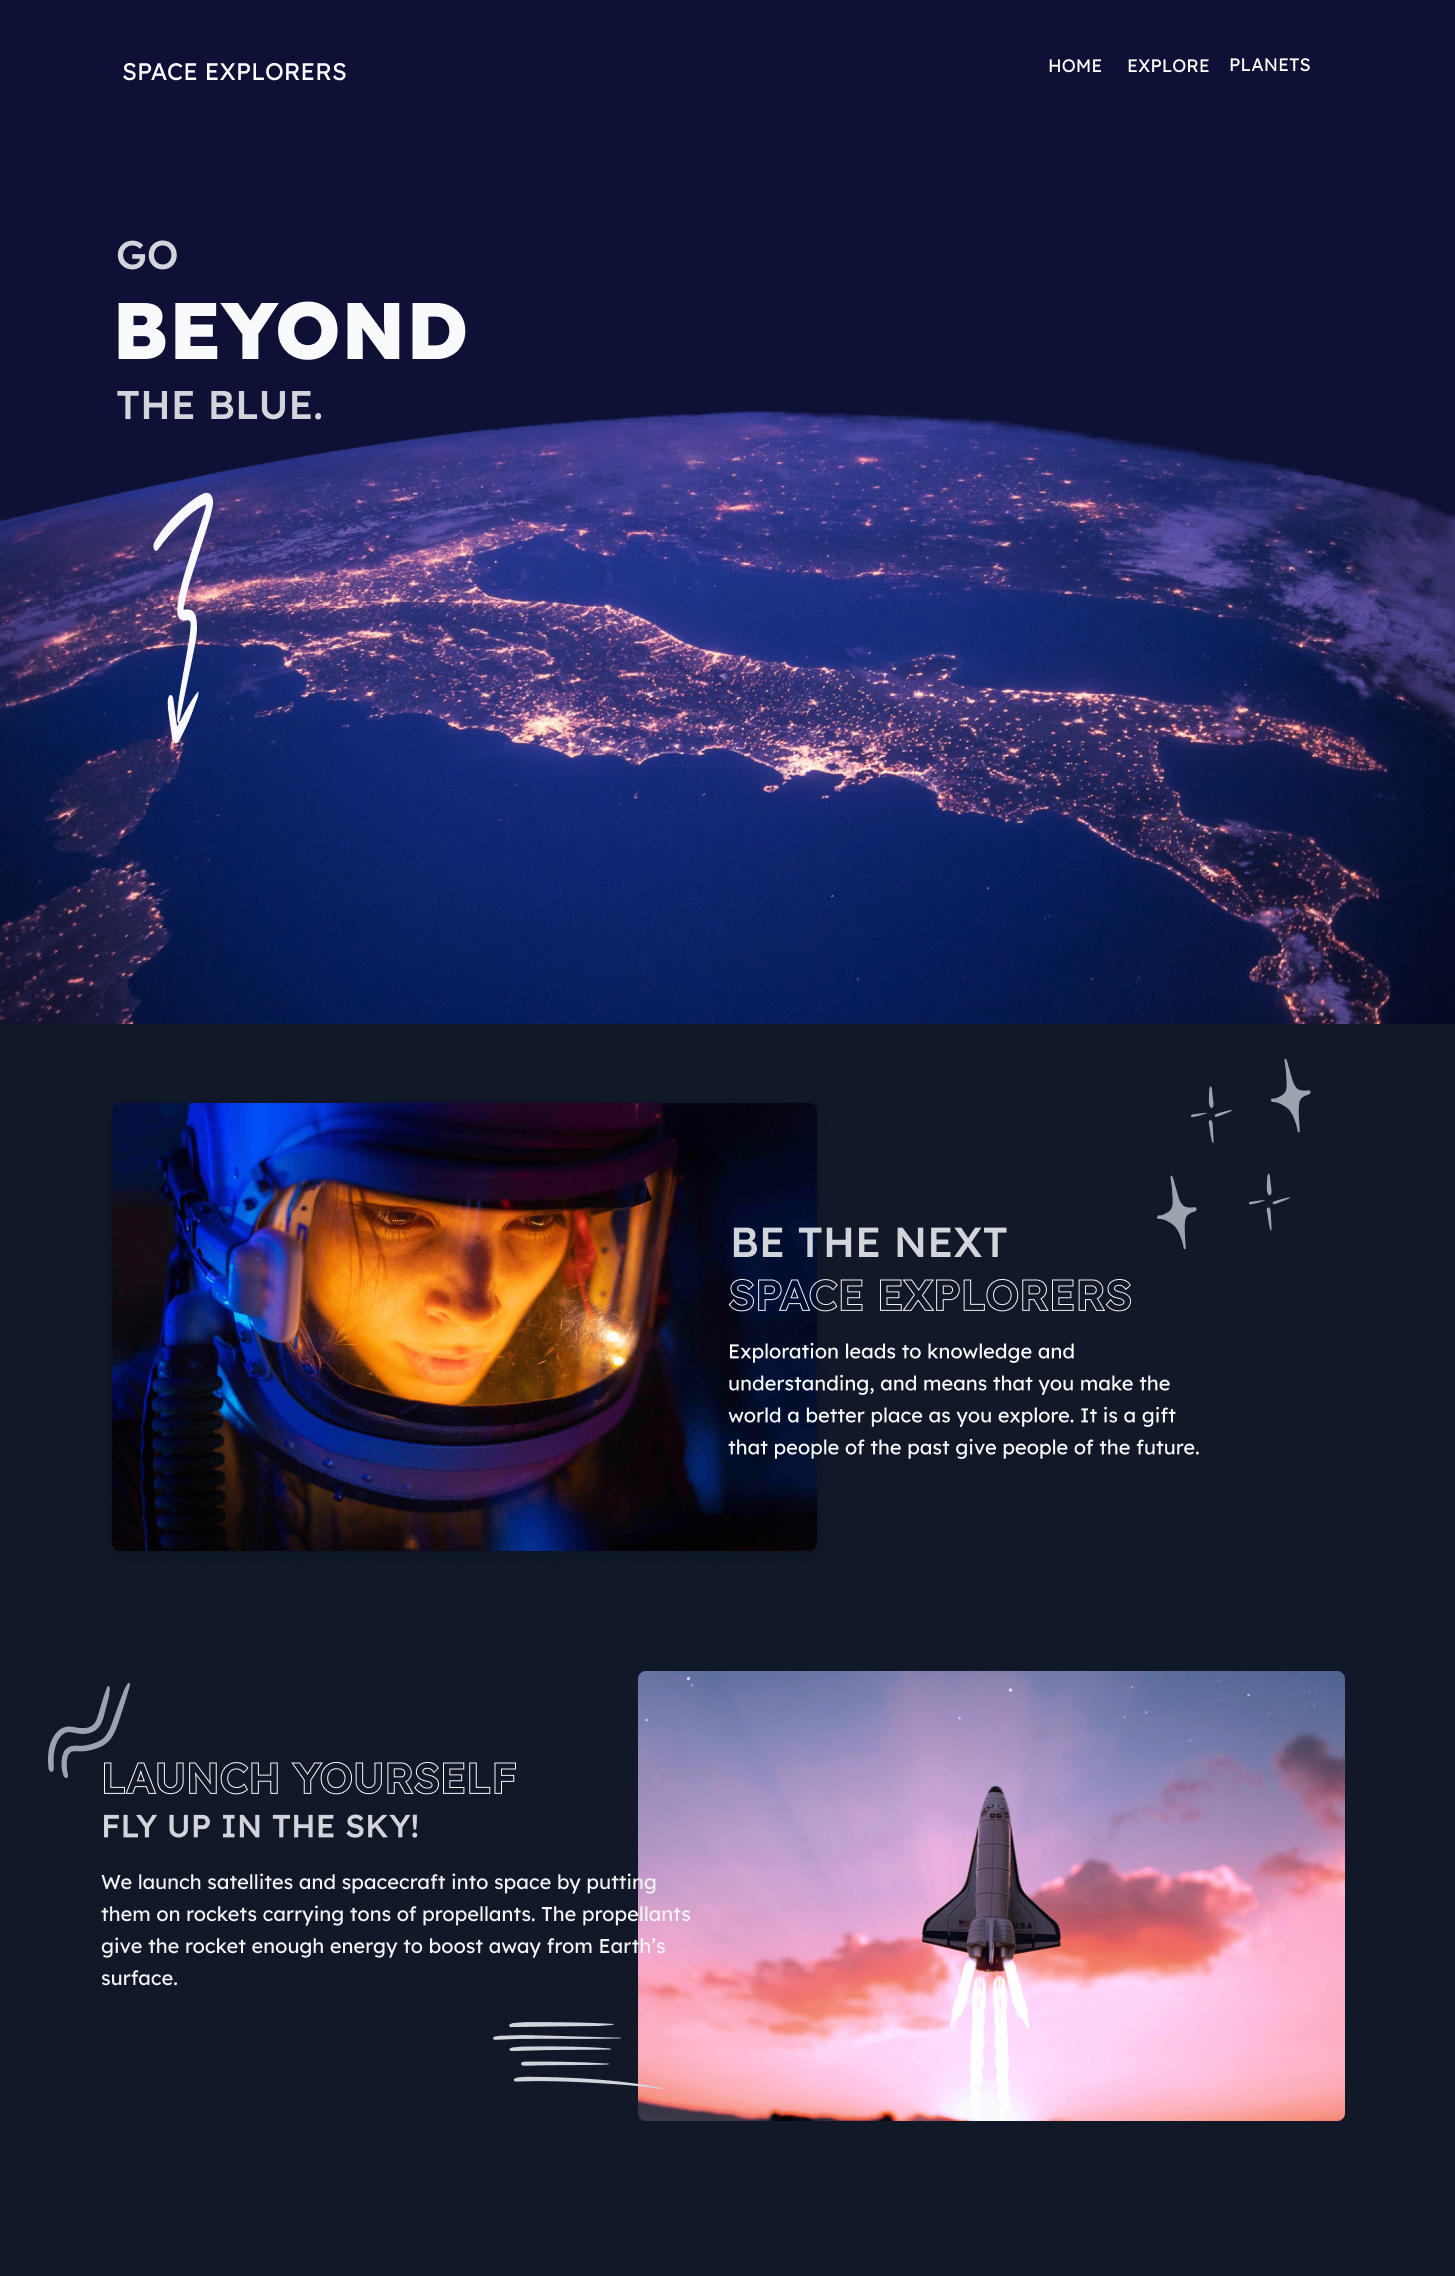 SPACE EXPLORERS
HOME EXPLORE PLANETS
GO
BEYOND
THE BLUE.
BE THE NEXT
SPACE EXPLORERS
Exploration leads to knowledge and
understanding, and means that you make the
world a better place as you explore. It is a gift
that people of the past give people of the future.
LAUNCH YOURSELF
FLY UP IN THE SKY!
We launch satellites and spacecraft into space by putting
them on rockets carrying tons of propellants. The propellants
give the rocket enough energy to boost away from Earth’s
surface.
USA